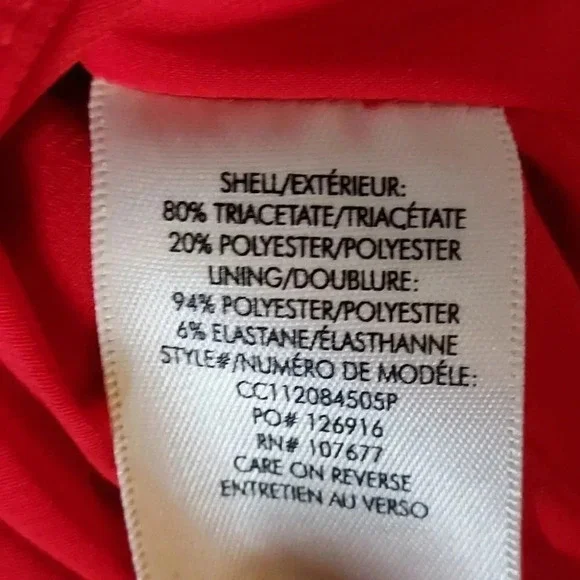 SHELL/EXTÉRIEUR:
80% TRIACETATE/TRIACÉTATE
20% POLYESTER/POLYESTER
LINING/DOUBLURE:
94% POLYESTER/POLYESTER
6% ELASTANE/ÉLASTHANNE
STYLE#/NUMÉRO DE MODÉLE:
CC112084505P
PO# 126916
RN# 107677
CARE ON REVERSE
ENTRETIEN AU VERSO